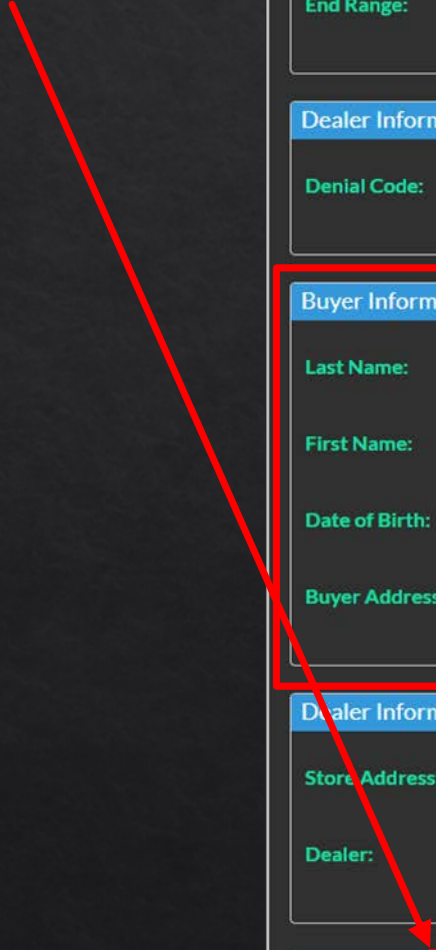 End Range:
Dealer Inform
Denial Code:
Buyer Inform
Last Name:
First Name:
Date of Birth:
Buyer Address
Dealer Inform
Store Address
Dealer: